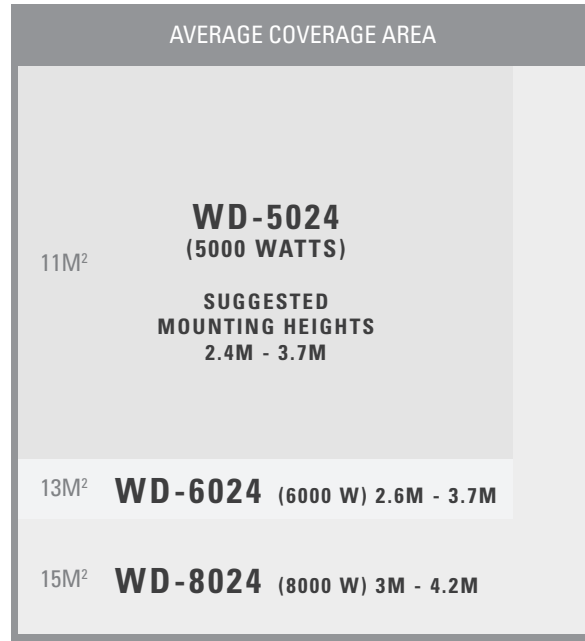 AVERAGE COVERAGE AREA
WD-5024
(5000 WATTS)
11M²
SUGGESTED
MOUNTING HEIGHTS
2.4M - 3.7M
13M² WD-6024 (6000 W) 2.6M - 3.7M
15M² WD-8024 (8000 W) 3M - 4.2M